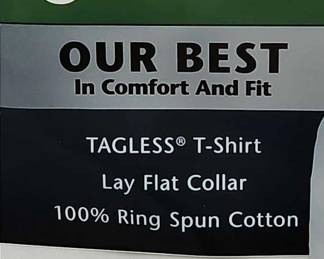 OUR BEST
In Comfort And Fit
TAGLESS® T-Shirt
Lay Flat Collar
100% Ring Spun Cotton